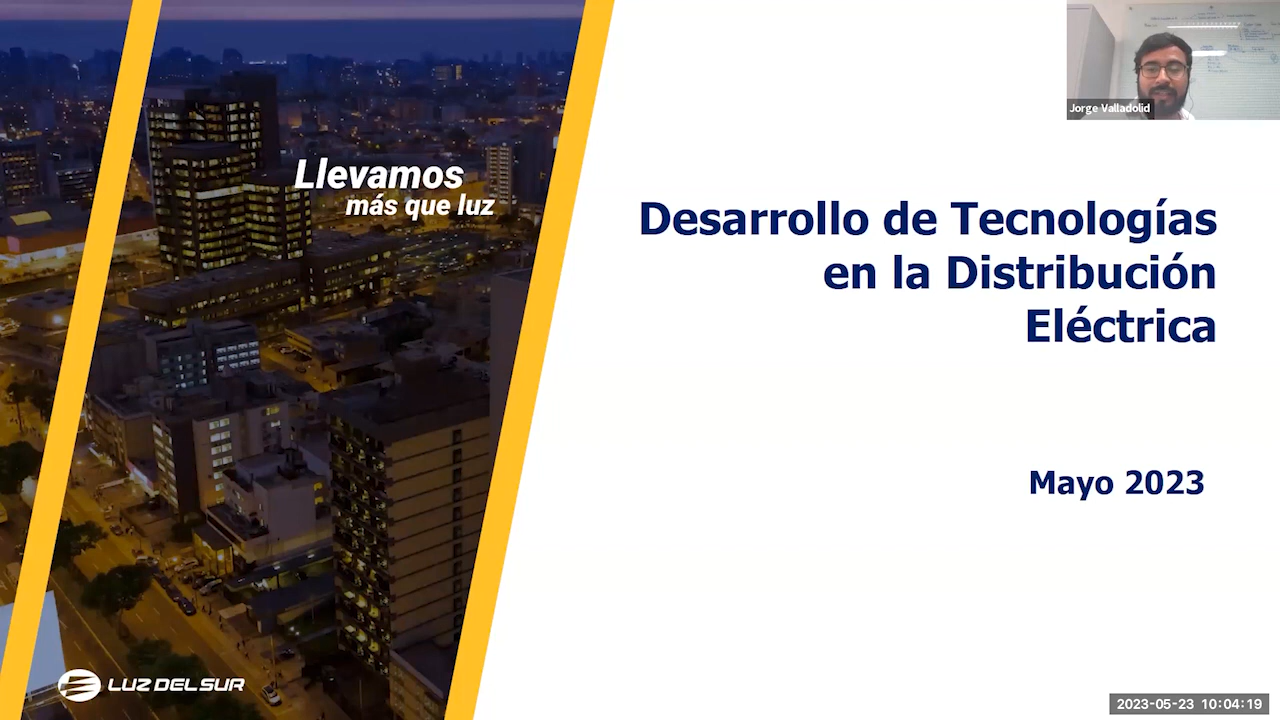 Jorge Valladolid
Llevamos
más que luz
Desarrollo de Tecnologías
en la Distribución
Eléctrica
Mayo 2023
LUZ DEL SUR
2023-05-23 10:04:19